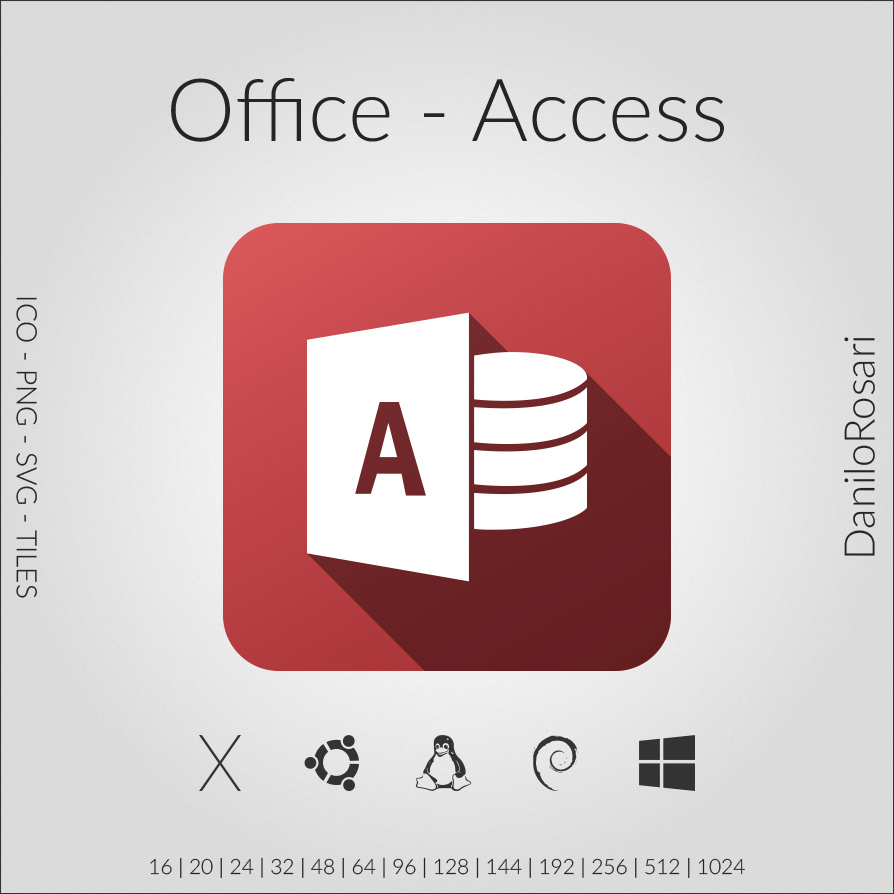 Office - Access
ICO - PNG - SVG - TILES
DaniloRosari
A
16 | 20 | 24 | 32 | 48 | 64 | 96 | 128 | 144 | 192 | 256 | 512 | 1024